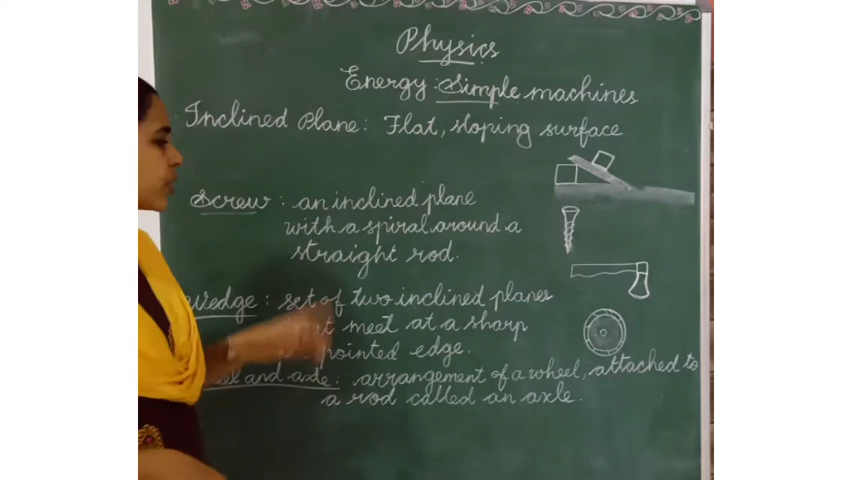 Physics
Energy: Simple machines
Inclined Plane: Flat, sloping surface
Screw: an inclined plane
with a spiral around a
straight rod.
Wedge: set of two inclined planes
meet at a sharp
pointed edge.
and axle: arrangement of a wheel, attached to
a rod called an axle.